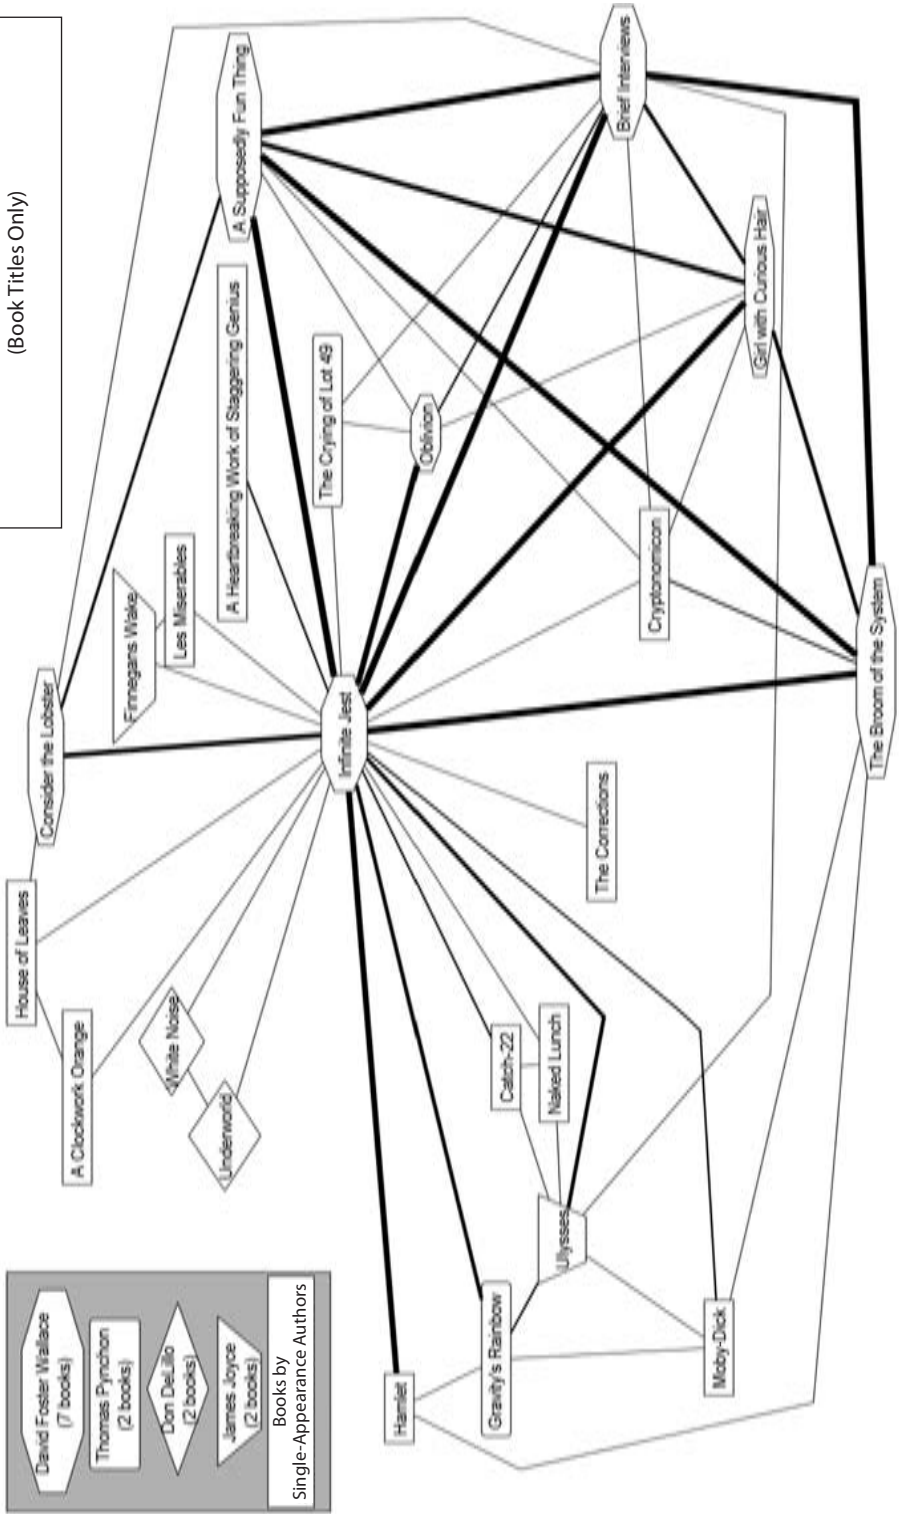 (Book Titles Only)
David Foster Wallace
(7 books)
Thomas Pynchon
(2 books)
Don DeLillo
(2 books)
James Joyce
(2 books)
Books by
Single-Appearance Authors
House of Leaves
Consider the Lobster
A Clockwork Orange
Finnegans Wake
Les Miserables
White Noise
Underworld
A Heartbreaking Work of Staggering Genius
A Supposedly Fun Thing
The Crying of Lot 49
Infinite Jest
Oblivion
Hamlet
Gravity's Rainbow
Catch-22
Naked Lunch
Ulysses
The Corrections
Cryptonomicon
Brief Interviews
Moby-Dick
Girl with Curious Hair
The Broom of the System